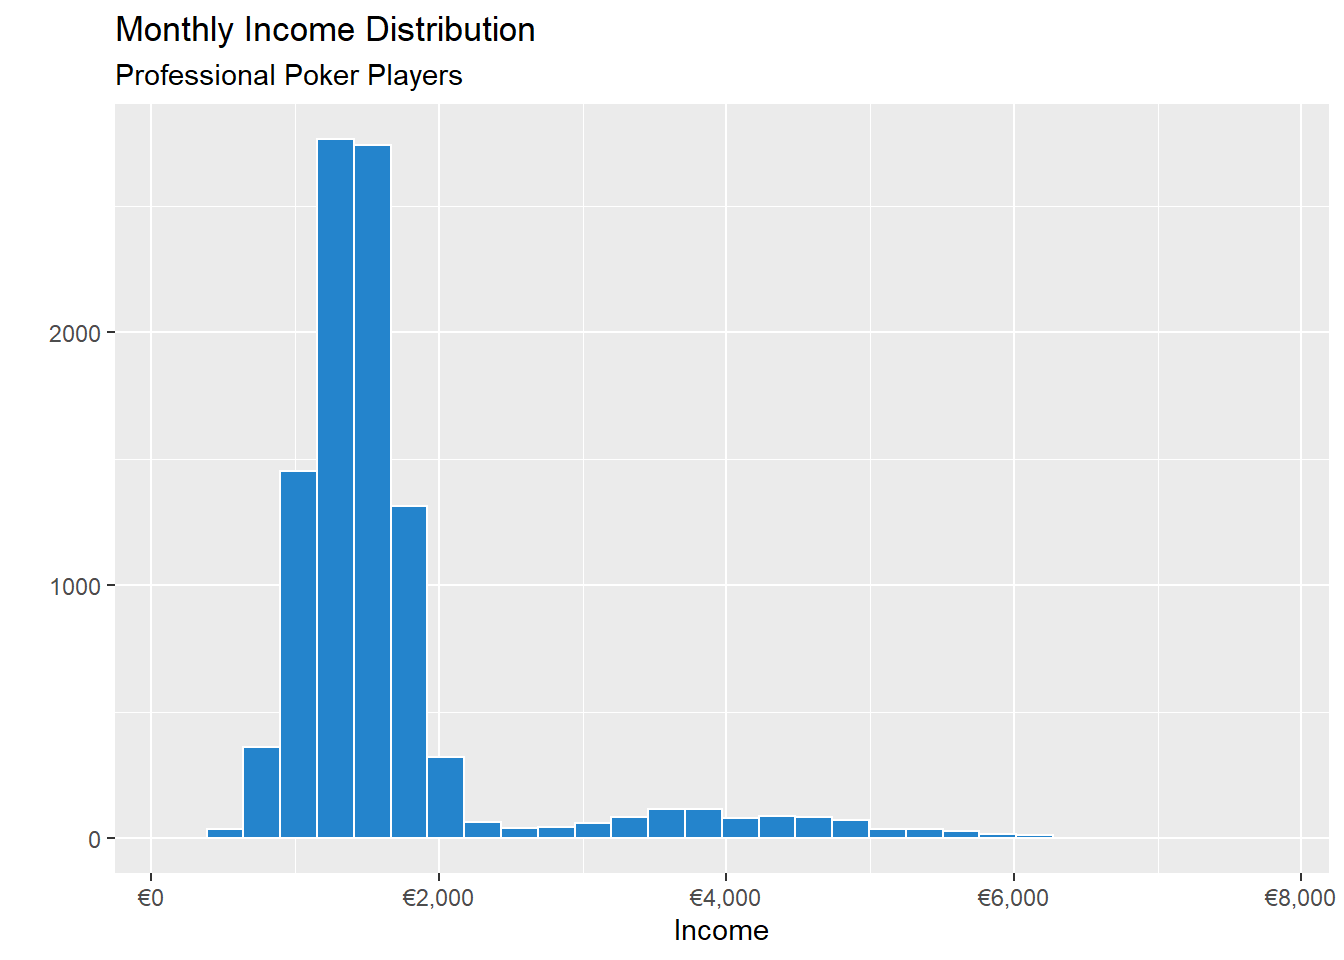 Monthly Income Distribution
Professional Poker Players
2000
1000
0
€0 €2,000 €4,000 €6,000 €8,000
Income